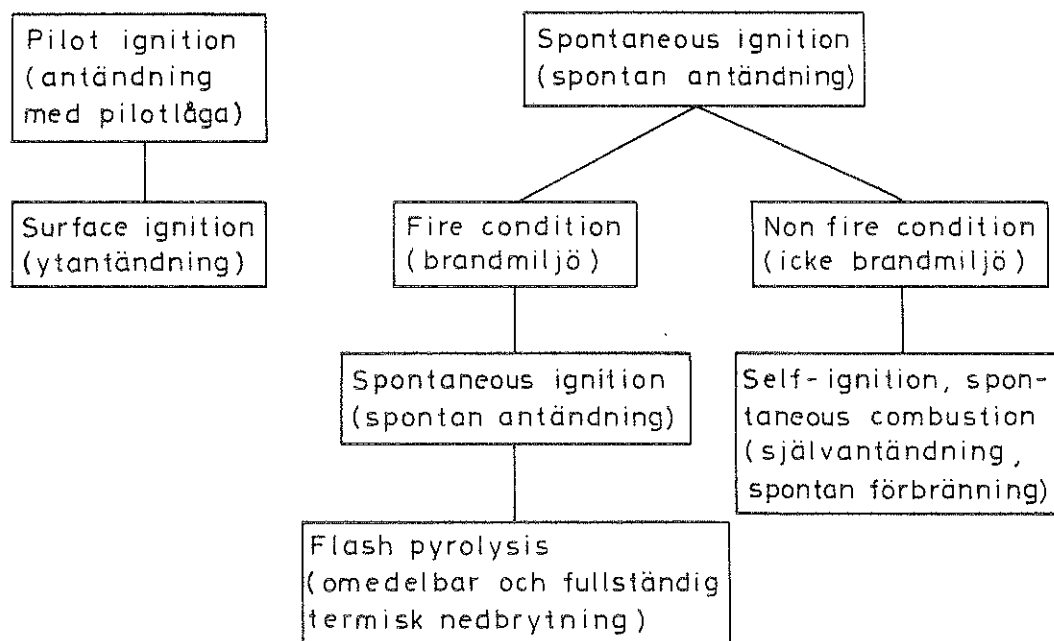 Pilot ignition
(antändning
med pilotlåga)
Surface ignition
(ytantändning)
Spontaneous ignition
(spontan antändning)
Fire condition
(brandmiljö)
Non fire condition
(icke brandmiljö)
Spontaneous ignition
(spontan antändning)
Self-ignition, spon-
taneous combustion
(självantändning,
spontan förbränning)
Flash pyrolysis
(omedelbar och fullständig
termisk nedbrytning)